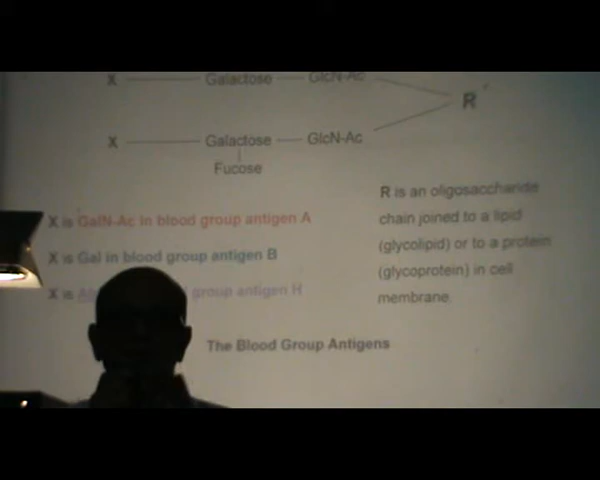 X Galactose GlcN-Ac
R
X Galactose GlcN-Ac
Fucose
R is an oligosaccharide
chain joined to a lipid
(glycolipid) or to a protein
(glycoprotein) in cell
membrane.
X is GalN-Ac in blood group antigen A
X is Gal in blood group antigen B
X is group antigen H
The Blood Group Antigens